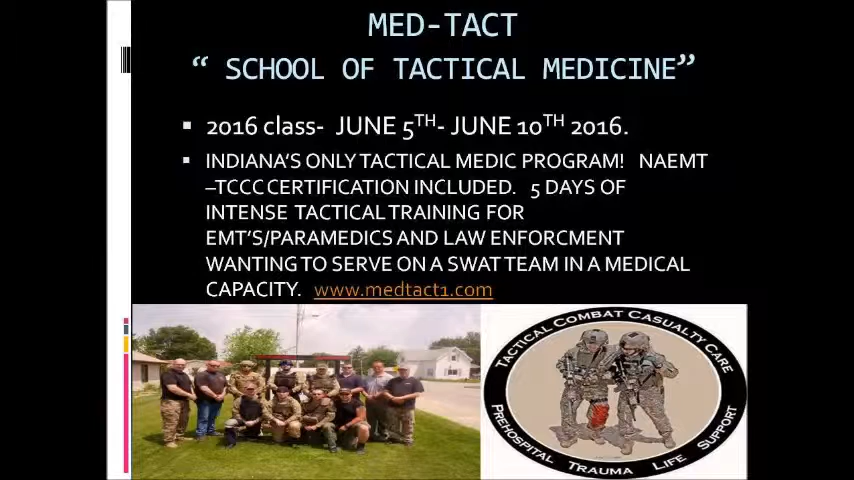 MED-TACT
“ SCHOOL OF TACTICAL MEDICINE”
▪ 2016 class- JUNE 5TH- JUNE 10TH 2016.
▪ INDIANA’S ONLY TACTICAL MEDIC PROGRAM! NAEMT
–TCCC CERTIFICATION INCLUDED. 5 DAYS OF
INTENSE TACTICAL TRAINING FOR
EMT’S/PARAMEDICS AND LAW ENFORCMENT
WANTING TO SERVE ON A SWAT TEAM IN A MEDICAL
CAPACITY. www.medtact1.com
TACTICAL COMBAT CASUALTY CARE
PREHOSPITAL TRAUMA LIFE SUPPORT